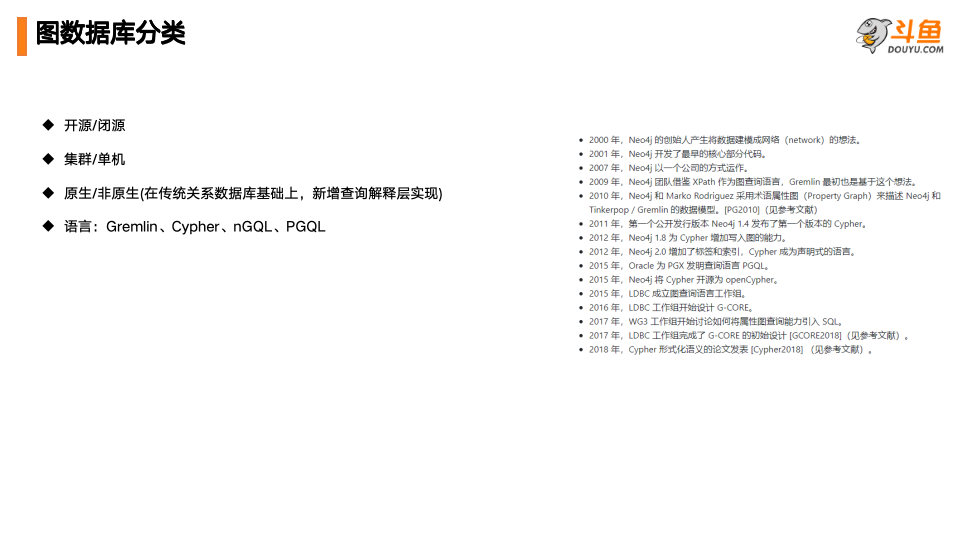 图数据库分类
斗鱼
DOUYU.COM
◆ 开源/闭源
◆ 集群/单机
◆ 原生/非原生(在传统关系数据库基础上，新增查询解释层实现)
◆ 语言：Gremlin、Cypher、nGQL、PGQL
• 2000 年，Neo4j 的创始人产生将数据建模成网络（network）的想法。
• 2001 年，Neo4j 开发了最早的核心部分代码。
• 2007 年，Neo4j 以一个公司的方式运作。
• 2009 年，Neo4j 团队借鉴 XPath 作为图查询语言，Gremlin 最初也是基于这个想法。
• 2010 年，Neo4j 和 Marko Rodriguez 采用术语属性图（Property Graph）来描述 Neo4j 和
Tinkerpop / Gremlin 的数据模型。[PG2010]（见参考文献）
• 2011 年，第一个公开发行版本 Neo4j 1.4 发布了第一个版本的 Cypher。
• 2012 年，Neo4j 1.8 为 Cypher 增加写入图的能力。
• 2012 年，Neo4j 2.0 增加了标签和索引，Cypher 成为声明式的语言。
• 2015 年，Oracle 为 PGX 发明查询语言 PGQL。
• 2015 年，Neo4j 将 Cypher 开源为 openCypher。
• 2015 年，LDBC 成立图查询语言工作组。
• 2016 年，LDBC 工作组开始设计 G-CORE。
• 2017 年，WG3 工作组开始讨论如何将属性图查询能力引入 SQL。
• 2017 年，LDBC 工作组完成了 G-CORE 的初始设计 [GCORE2018]（见参考文献）。
• 2018 年，Cypher 形式化语义的论文发表 [Cypher2018] （见参考文献）。